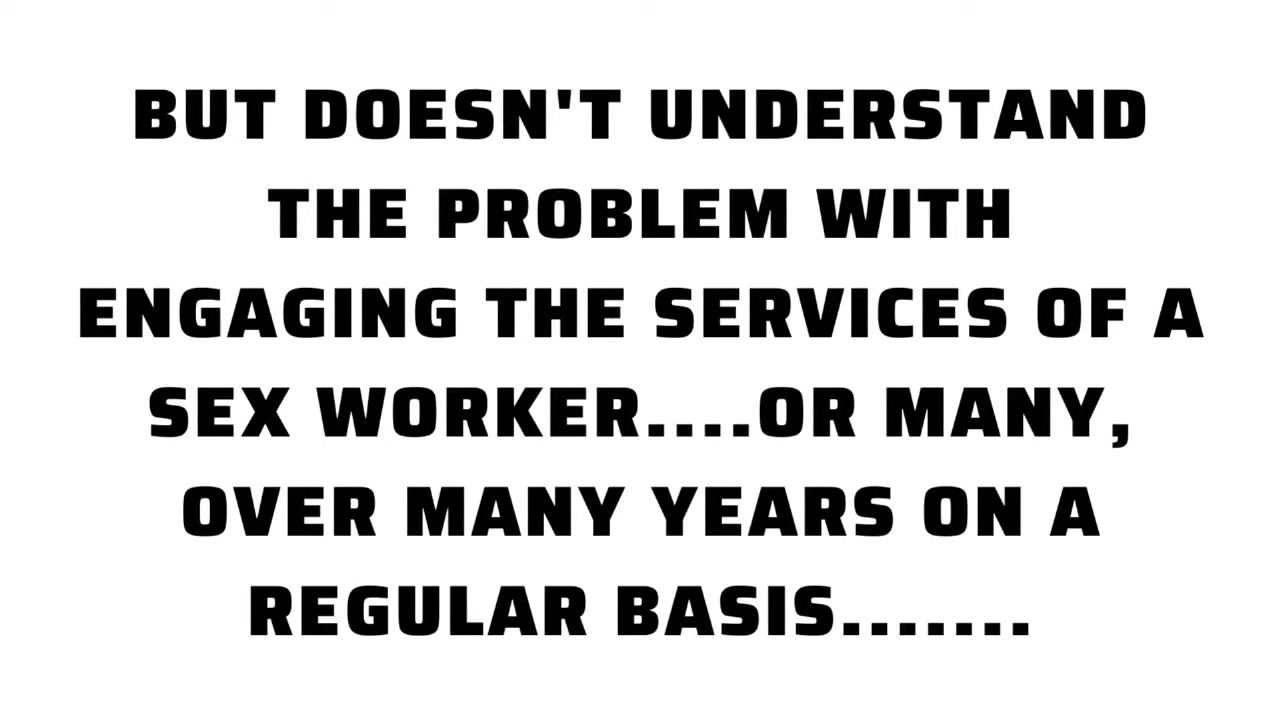 BUT DOESN'T UNDERSTAND
THE PROBLEM WITH
ENGAGING THE SERVICES OF A
SEX WORKER....OR MANY,
OVER MANY YEARS ON A
REGULAR BASIS.......